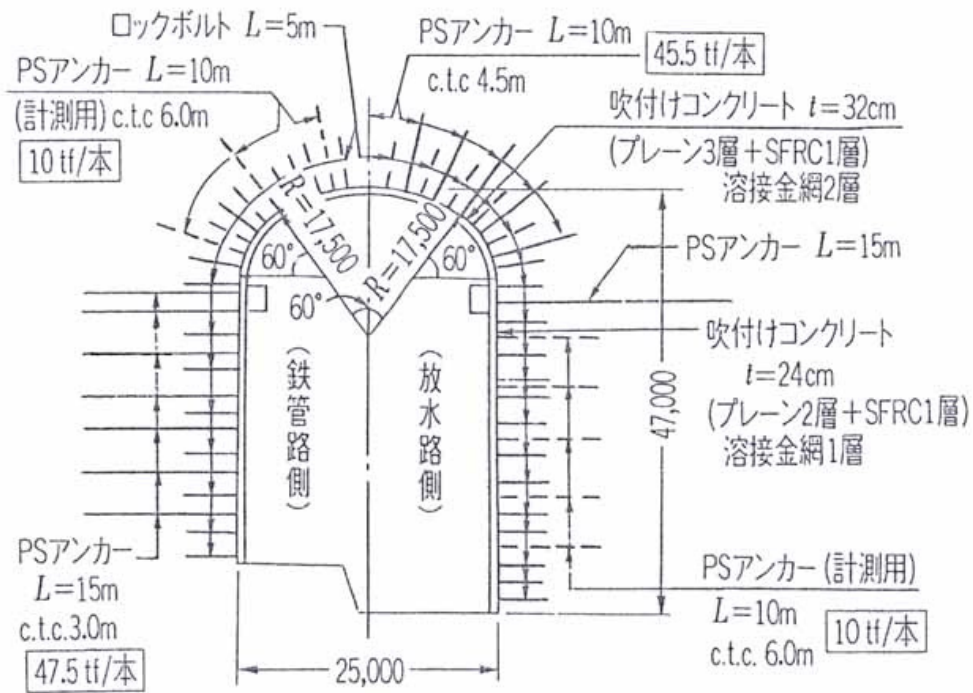 ロックボルト L=5m
PSアンカー L=10m
(計測用) c.t.c 6.0m
10 tf/本
PSアンカー L=10m
45.5 tf/本
c.t.c 4.5m
吹付けコンクリート t=32cm
(プレーン3層+SFRC1層)
溶接金網2層
R=17,500
R=17,500
60°
60°
60°
PSアンカー L=15m
吹付けコンクリート
t=24cm
(プレーン2層+SFRC1層)
溶接金網1層
(鉄管路側)
(放水路側)
47,000
PSアンカー
L=15m
c.t.c.3.0m
47.5 tf/本
25,000
PSアンカー (計測用)
L=10m
c.t.c. 6.0m
10 tf/本